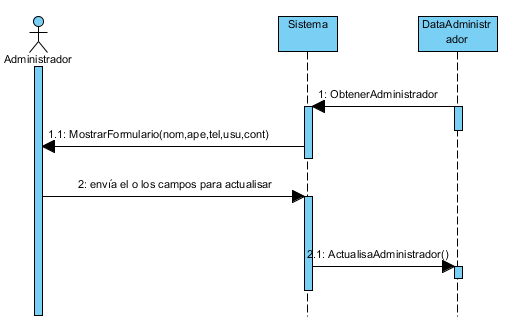 Sistema
DataAdministr
ador
Administrador
1: ObtenerAdministrador
1.1: MostrarFormulario(nom,ape,tel,usu,cont)
2: envía el o los campos para actualisar
2.1: ActualisaAdministrador()